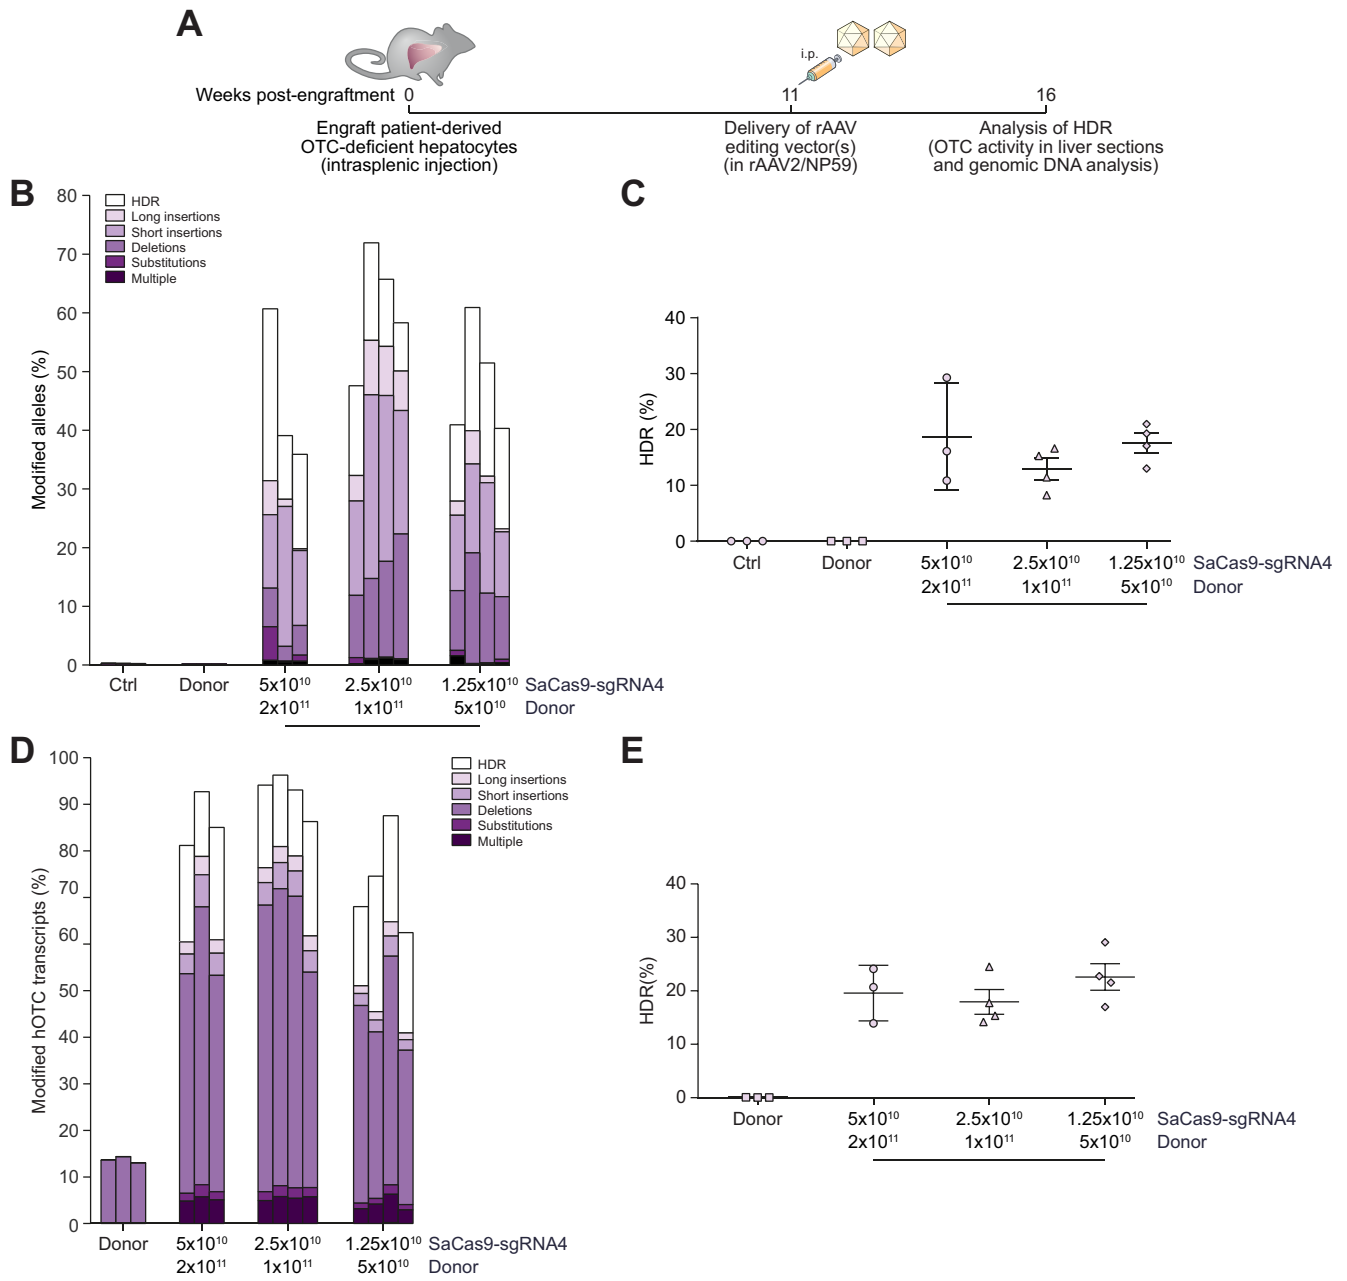 A
i.p.
Weeks post-engraftment 0 11 16
Engraft patient-derived
OTC-deficient hepatocytes
(intrasplenic injection)
Delivery of rAAV
editing vector(s)
(in rAAV2/NP59)
Analysis of HDR
(OTC activity in liver sections
and genomic DNA analysis)
B
Modified alleles (%)
80
70
60
50
40
30
20
10
0
HDR
Long insertions
Short insertions
Deletions
Substitutions
Multiple
Ctrl Donor 5x10¹⁰ 2.5x10¹⁰ 1.25x10¹⁰ SaCas9-sgRNA4
2x10¹¹ 1x10¹¹ 5x10¹⁰ Donor
C
HDR (%)
40
30
20
10
0
Ctrl Donor 5x10¹⁰ 2.5x10¹⁰ 1.25x10¹⁰ SaCas9-sgRNA4
2x10¹¹ 1x10¹¹ 5x10¹⁰ Donor
D
Modified hOTC transcripts (%)
100
90
80
70
60
50
40
30
20
10
0
HDR
Long insertions
Short insertions
Deletions
Substitutions
Multiple
Donor 5x10¹⁰ 2.5x10¹⁰ 1.25x10¹⁰ SaCas9-sgRNA4
2x10¹¹ 1x10¹¹ 5x10¹⁰ Donor
E
HDR(%)
40
30
20
10
0
Donor 5x10¹⁰ 2.5x10¹⁰ 1.25x10¹⁰ SaCas9-sgRNA4
2x10¹¹ 1x10¹¹ 5x10¹⁰ Donor